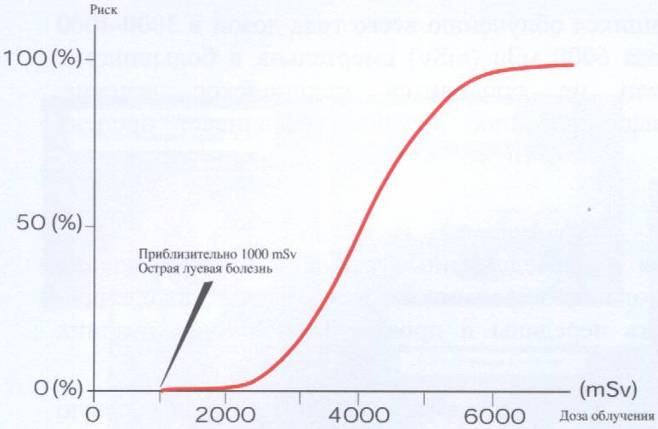 Риск
100 (%)
50 (%)
Приблизительно 1000 mSv
Острая луевая болезнь
0 (%)
(mSv)
0 2000 4000 6000 Доза облучения